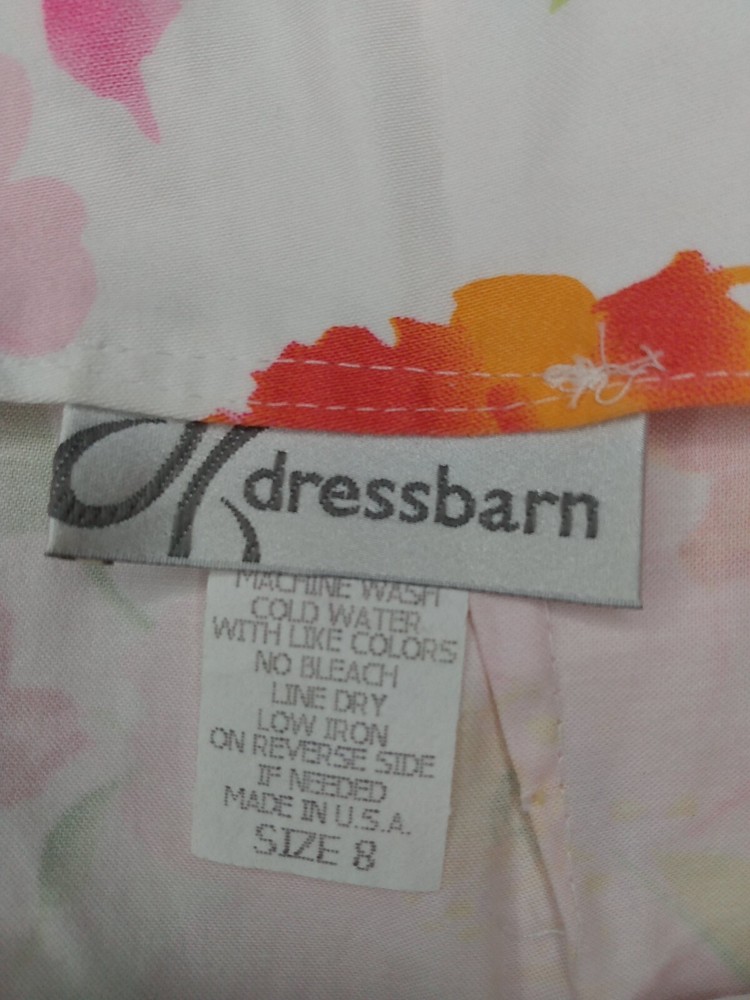 dressbarn
MACHINE WASH
COLD WATER
WITH LIKE COLORS
NO BLEACH
LINE DRY
LOW IRON
ON REVERSE SIDE
IF NEEDED
MADE IN U.S.A.
SIZE 8